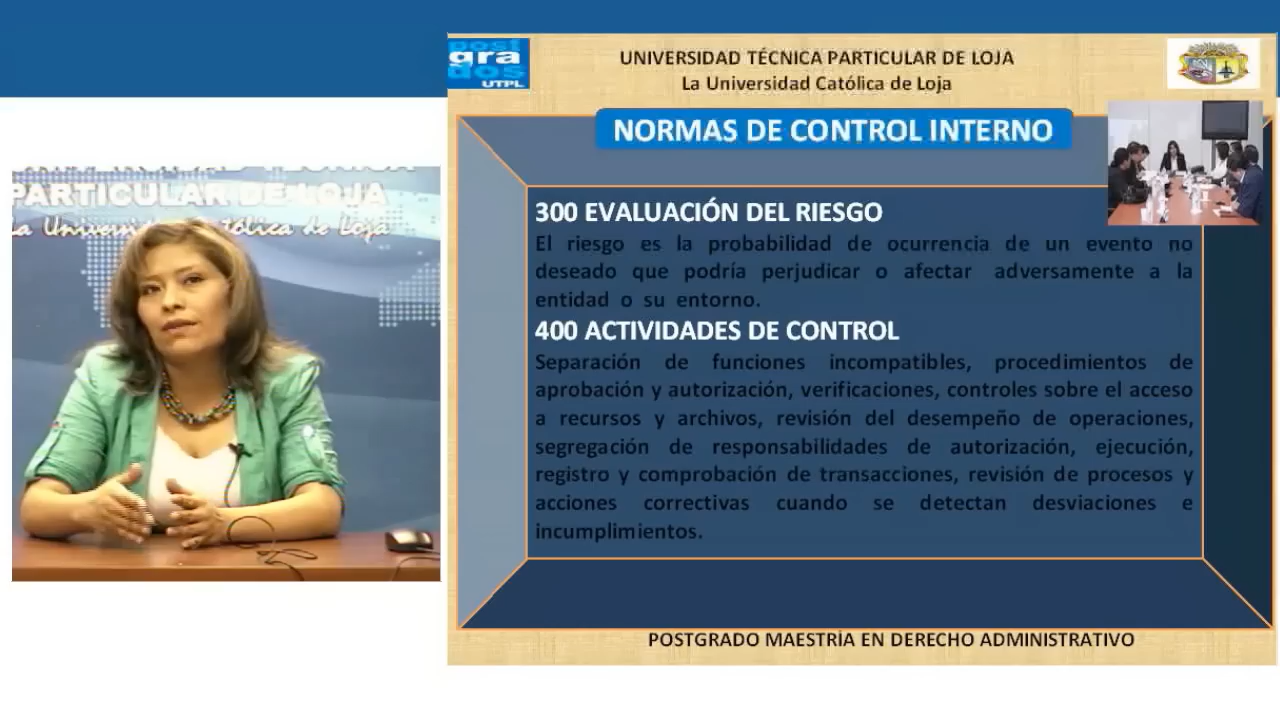 PARTICULAR DE LOJA
La Universidad Católica de Loja
post
gra
dos
UTPL
UNIVERSIDAD TÉCNICA PARTICULAR DE LOJA
La Universidad Católica de Loja
NORMAS DE CONTROL INTERNO
300 EVALUACIÓN DEL RIESGO
El riesgo es la probabilidad de ocurrencia de un evento no
deseado que podría perjudicar o afectar adversamente a la
entidad o su entorno.
400 ACTIVIDADES DE CONTROL
Separación de funciones incompatibles, procedimientos de
aprobación y autorización, verificaciones, controles sobre el acceso
a recursos y archivos, revisión del desempeño de operaciones,
segregación de responsabilidades de autorización, ejecución,
registro y comprobación de transacciones, revisión de procesos y
acciones correctivas cuando se detectan desviaciones e
incumplimientos.
POSTGRADO MAESTRÍA EN DERECHO ADMINISTRATIVO